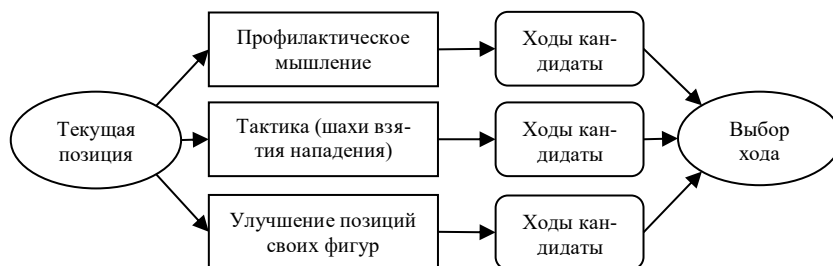 Профилактическое
мышление
Ходы кан-
дидаты
Текущая
позиция
Тактика (шахи взя-
тия нападения)
Ходы кан-
дидаты
Выбор
хода
Улучшение позиций
своих фигур
Ходы кан-
дидаты